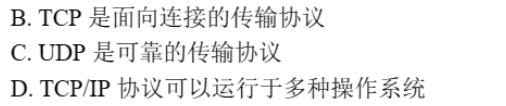 B. TCP 是面向连接的传输协议
C. UDP 是可靠的传输协议
D. TCP/IP 协议可以运行于多种操作系统